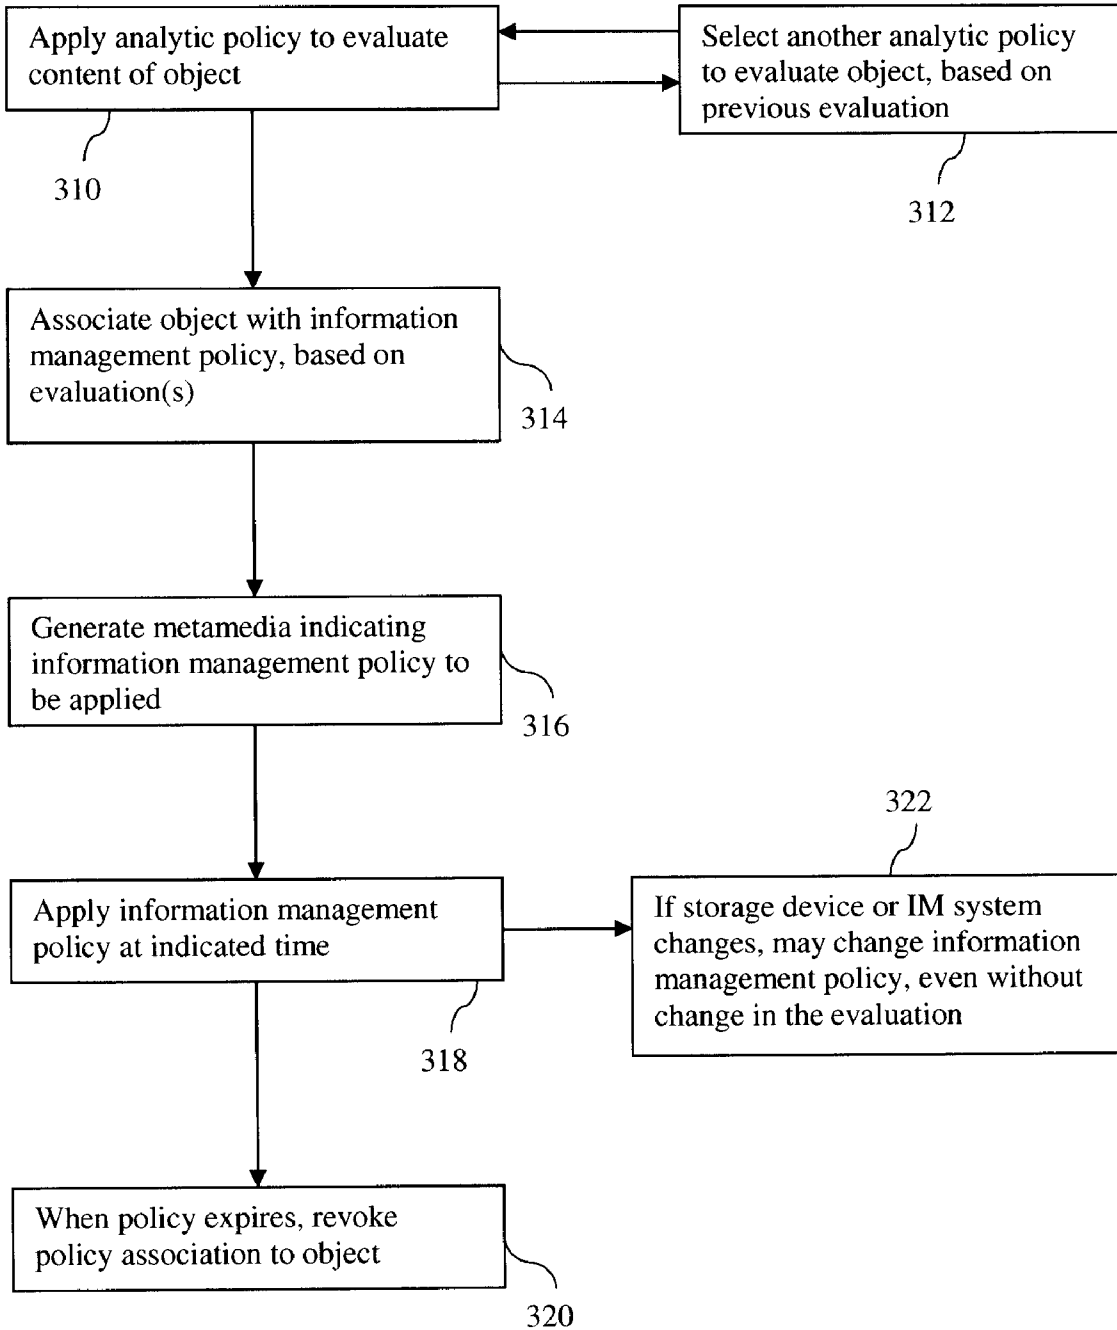 Apply analytic policy to evaluate
content of object
310
Select another analytic policy
to evaluate object, based on
previous evaluation
312
Associate object with information
management policy, based on
evaluation(s)
314
Generate metamedia indicating
information management policy to
be applied
316
322
Apply information management
policy at indicated time
318
If storage device or IM system
changes, may change information
management policy, even without
change in the evaluation
When policy expires, revoke
policy association to object
320